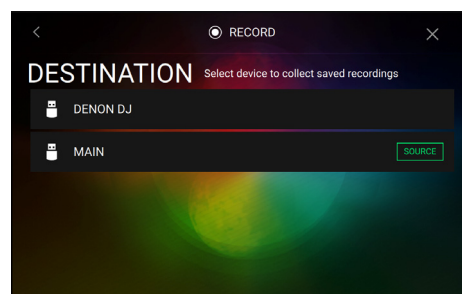 RECORD
DESTINATION Select device to collect saved recordings
DENON DJ
MAIN SOURCE